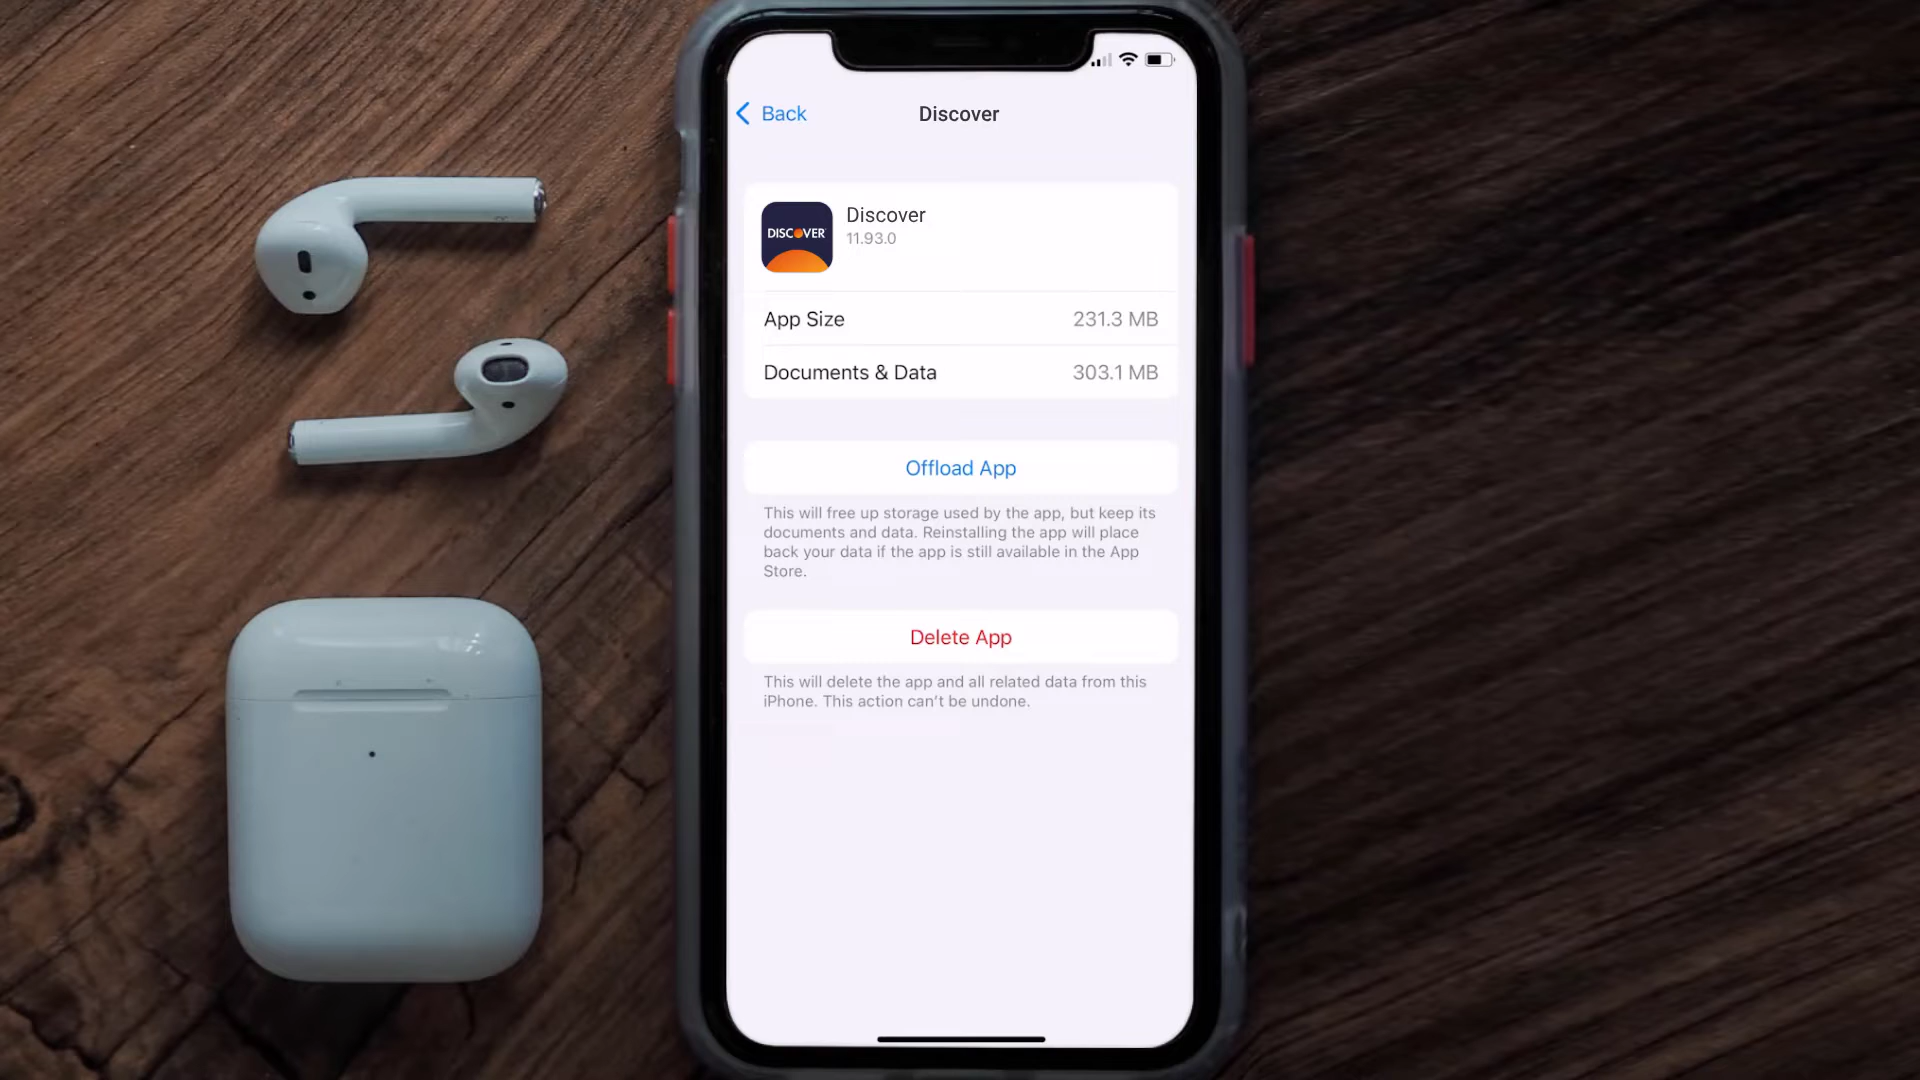 Back
Discover
DISCOVER
Discover
11.93.0
App Size 231.3 MB
Documents & Data 303.1 MB
Offload App
This will free up storage used by the app, but keep its
documents and data. Reinstalling the app will place
back your data if the app is still available in the App
Store.
Delete App
This will delete the app and all related data from this
iPhone. This action can't be undone.